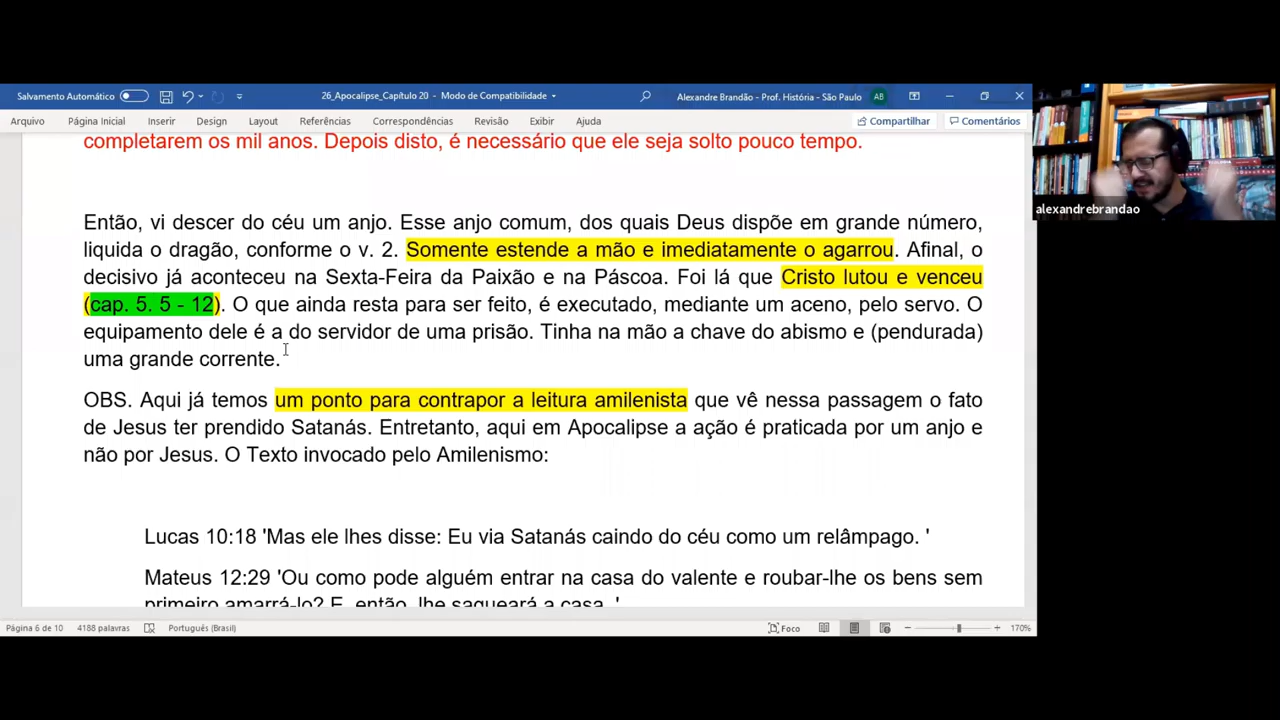 Salvamento Automático
26_Apocalipse_Capítulo 20 - Modo de Compatibilidade
Alexandre Brandão - Prof. História - São Paulo AB
Arquivo Página Inicial Inserir Design Layout Referências Correspondências Revisão Exibir Ajuda Compartilhar Comentários
completarem os mil anos. Depois disto, é necessário que ele seja solto pouco tempo.
Então, vi descer do céu um anjo. Esse anjo comum, dos quais Deus dispõe em grande número,
liquida o dragão, conforme o v. 2. Somente estende a mão e imediatamente o agarrou. Afinal, o
decisivo já aconteceu na Sexta-Feira da Paixão e na Páscoa. Foi lá que Cristo lutou e venceu
(cap. 5. 5 - 12). O que ainda resta para ser feito, é executado, mediante um aceno, pelo servo. O
equipamento dele é a do servidor de uma prisão. Tinha na mão a chave do abismo e (pendurada)
uma grande corrente.
OBS. Aqui já temos um ponto para contrapor a leitura amilenista que vê nessa passagem o fato
de Jesus ter prendido Satanás. Entretanto, aqui em Apocalipse a ação é praticada por um anjo e
não por Jesus. O Texto invocado pelo Amilenismo:
Lucas 10:18 'Mas ele lhes disse: Eu via Satanás caindo do céu como um relâmpago. '
Mateus 12:29 'Ou como pode alguém entrar na casa do valente e roubar-lhe os bens sem
primeiro amarrá-lo? E, então, lhe saqueará a casa. '
Página 6 de 10 4188 palavras Português (Brasil) Foco 170%
alexandrebrandao